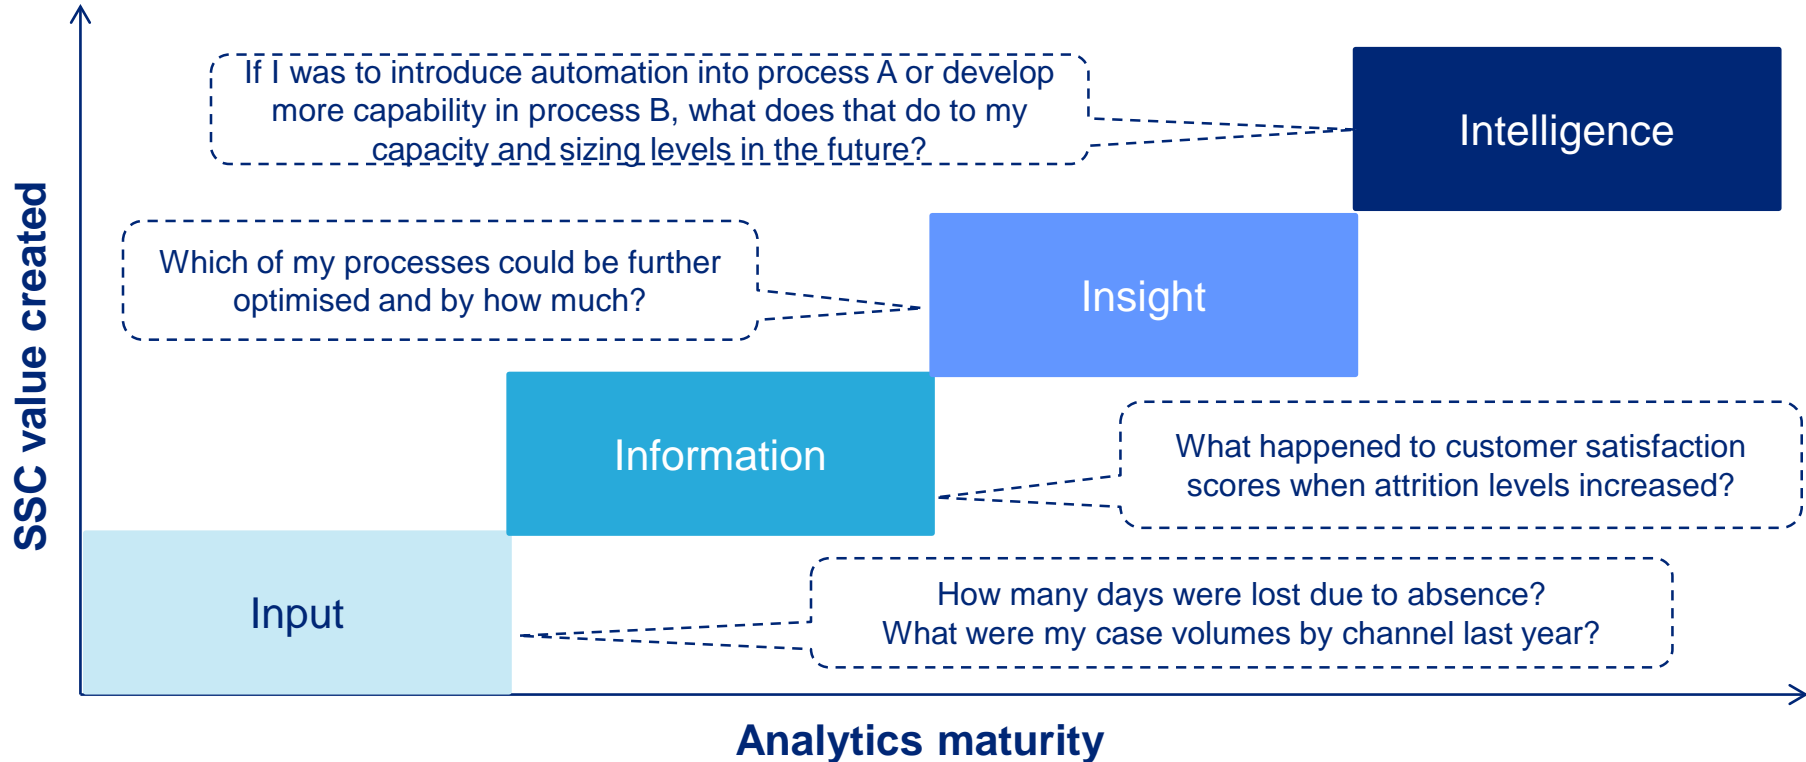 If I was to introduce automation into process A or develop
more capability in process B, what does that do to my
capacity and sizing levels in the future?
Intelligence
Which of my processes could be further
optimised and by how much?
Insight
Information
What happened to customer satisfaction
scores when attrition levels increased?
Input
How many days were lost due to absence?
What were my case volumes by channel last year?
SSC value created
Analytics maturity